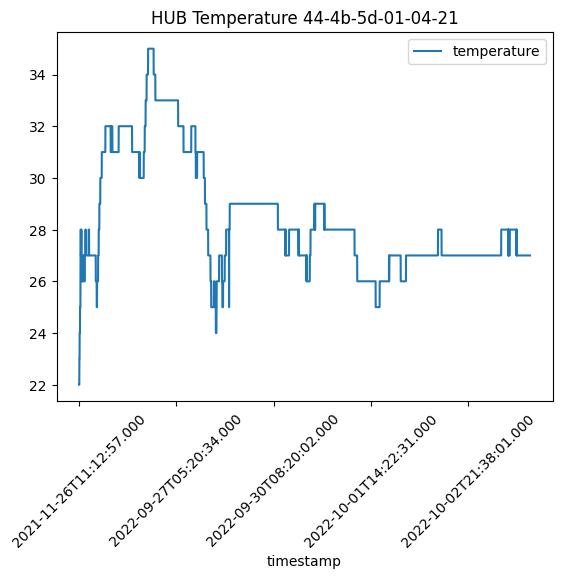 HUB Temperature 44-4b-5d-01-04-21
temperature
34
32
30
28
26
24
22
2021-11-26T11:12:57.000
2022-09-27T05:20:34.000
2022-09-30T08:20:02.000
2022-10-01T14:22:31.000
2022-10-02T21:38:01.000
timestamp